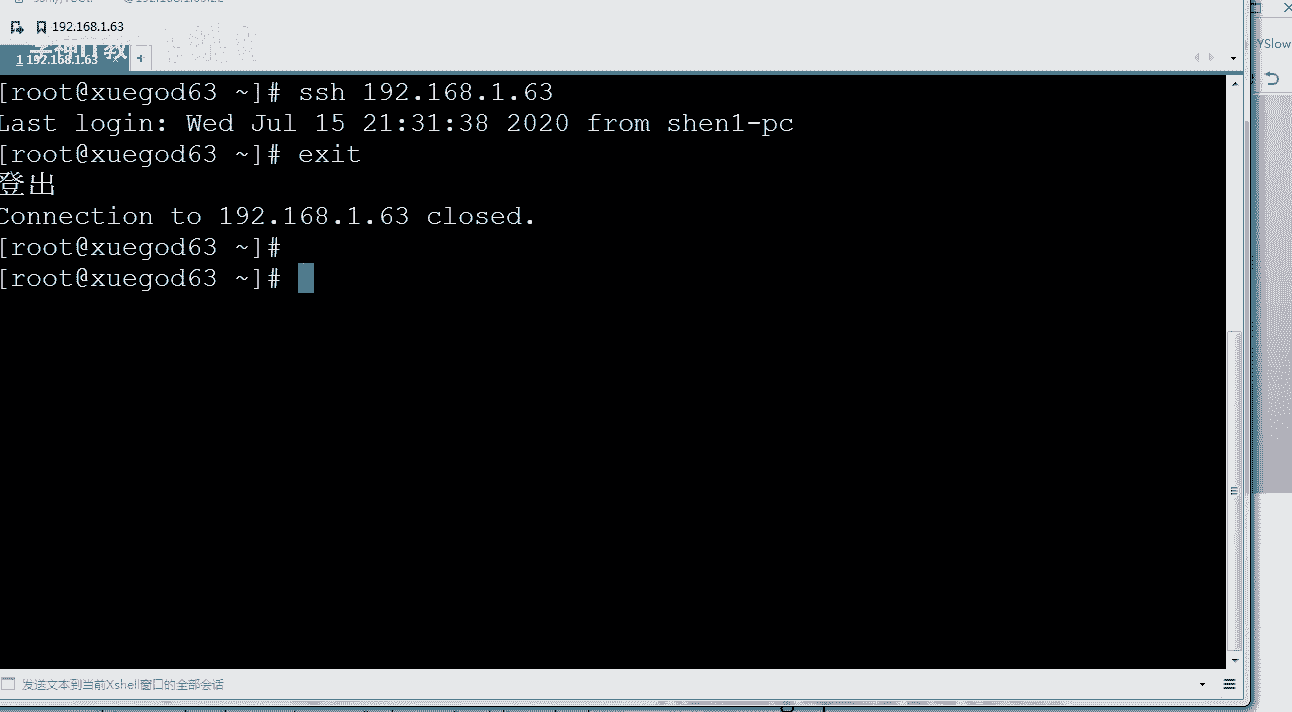 192.168.1.63
1 192.168.1.63
YSlow
[root@xuegod63 ~]# ssh 192.168.1.63
Last login: Wed Jul 15 21:31:38 2020 from shen1-pc
[root@xuegod63 ~]# exit
登出
Connection to 192.168.1.63 closed.
[root@xuegod63 ~]#
[root@xuegod63 ~]#
发送文本到当前Xshell窗口的全部会话